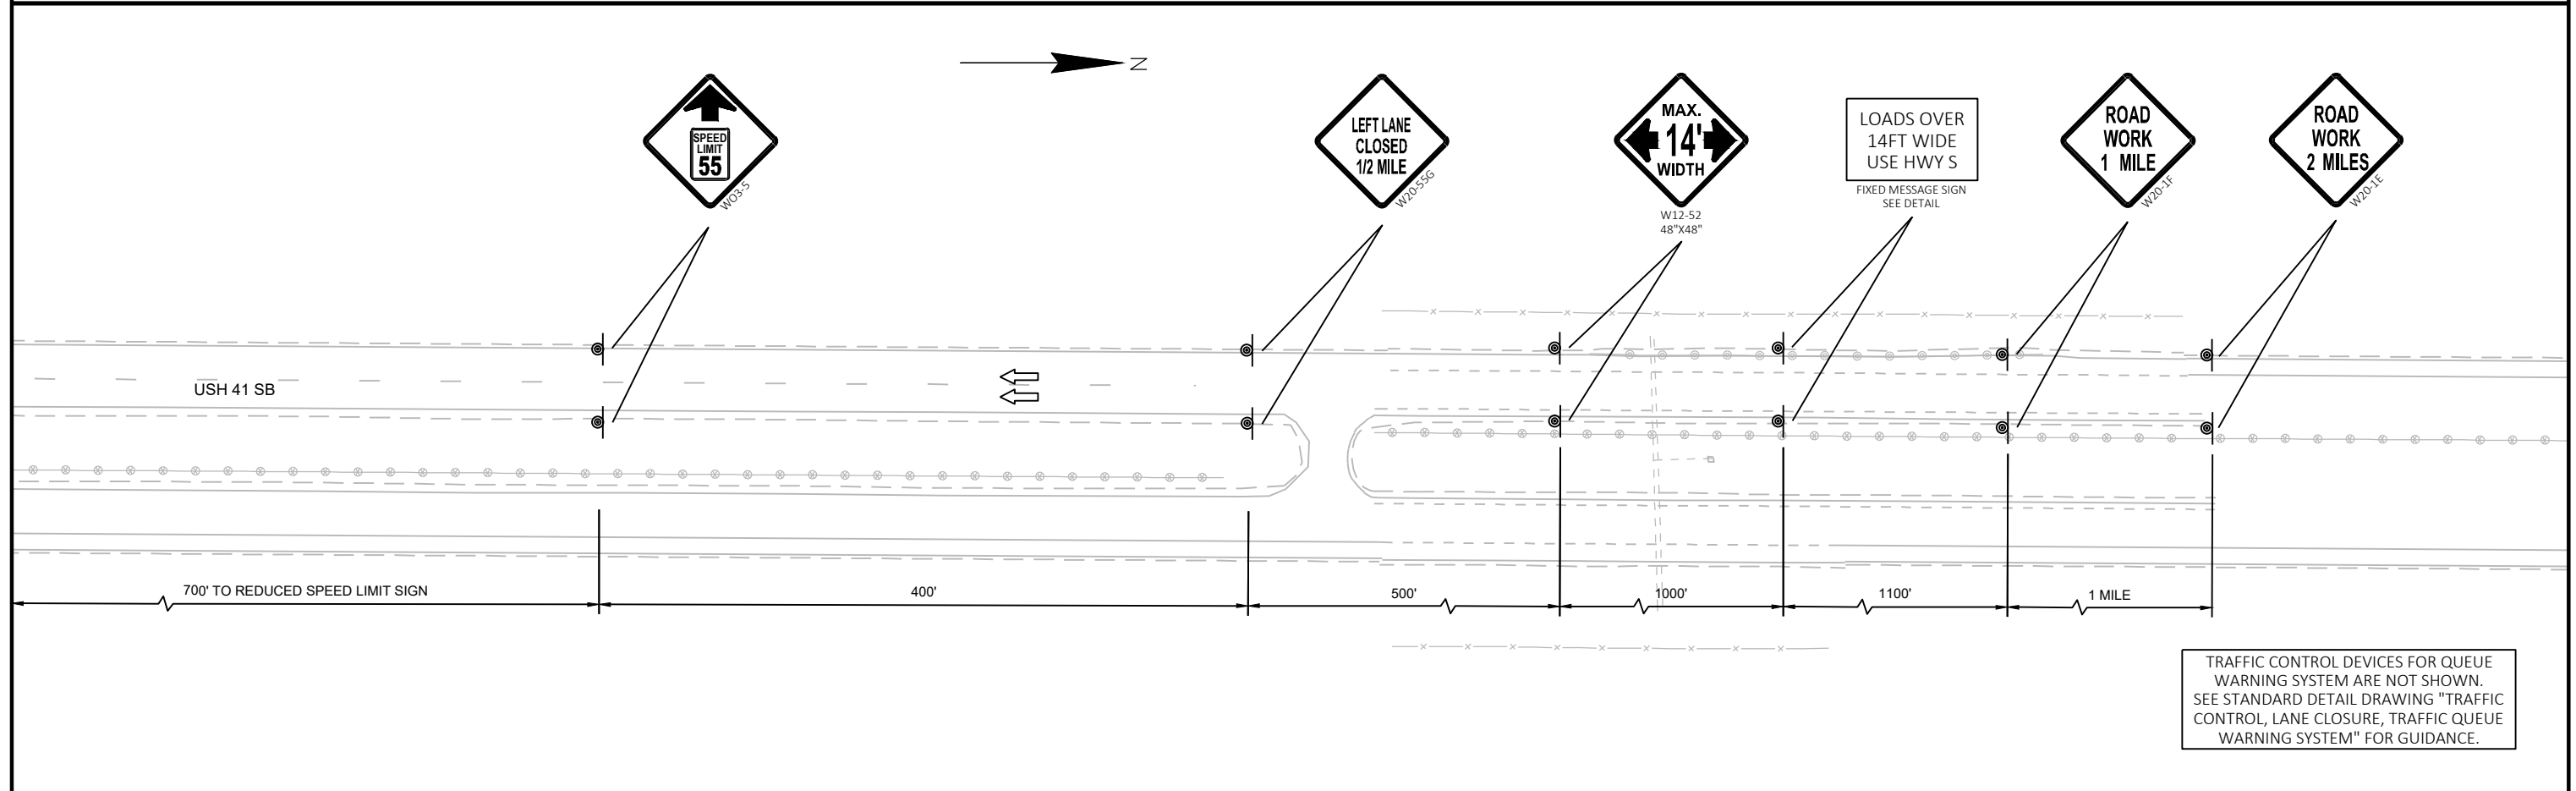 N
SPEED
LIMIT
55
WO3-5
LEFT LANE
CLOSED
1/2 MILE
W20-55G
MAX.
14'
WIDTH
W12-52
48"X48"
LOADS OVER
14FT WIDE
USE HWY S
FIXED MESSAGE SIGN
SEE DETAIL
ROAD
WORK
1 MILE
W20-1F
ROAD
WORK
2 MILES
W20-1E
USH 41 SB
700' TO REDUCED SPEED LIMIT SIGN
400'
500'
1000'
1100'
1 MILE
TRAFFIC CONTROL DEVICES FOR QUEUE
WARNING SYSTEM ARE NOT SHOWN.
SEE STANDARD DETAIL DRAWING "TRAFFIC
CONTROL, LANE CLOSURE, TRAFFIC QUEUE
WARNING SYSTEM" FOR GUIDANCE.